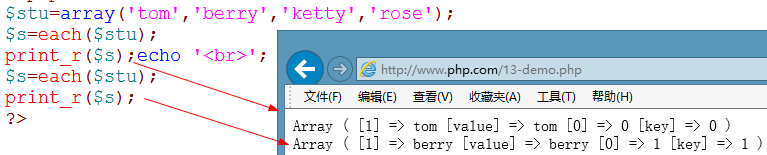 $stu=array('tom','berry','ketty','rose');
$s=each($stu);
print_r($s);echo '<br>';
$s=each($stu);
print_r($s);
?>
http://www.php.com/13-demo.php
文件(F) 编辑(E) 查看(V) 收藏夹(A) 工具(T) 帮助(H)
Array ( [1] => tom [value] => tom [0] => 0 [key] => 0 )
Array ( [1] => berry [value] => berry [0] => 1 [key] => 1 )